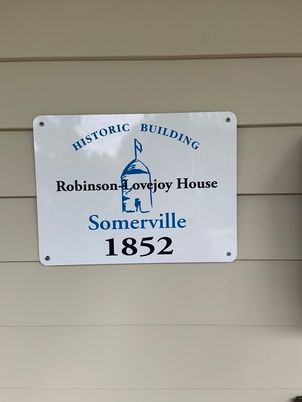 HISTORIC BUILDING
Robinson-Lovejoy House
Somerville
1852